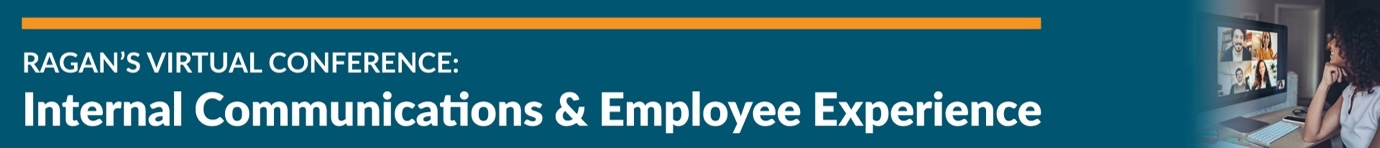 RAGAN'S VIRTUAL CONFERENCE:
Internal Communications & Employee Experience